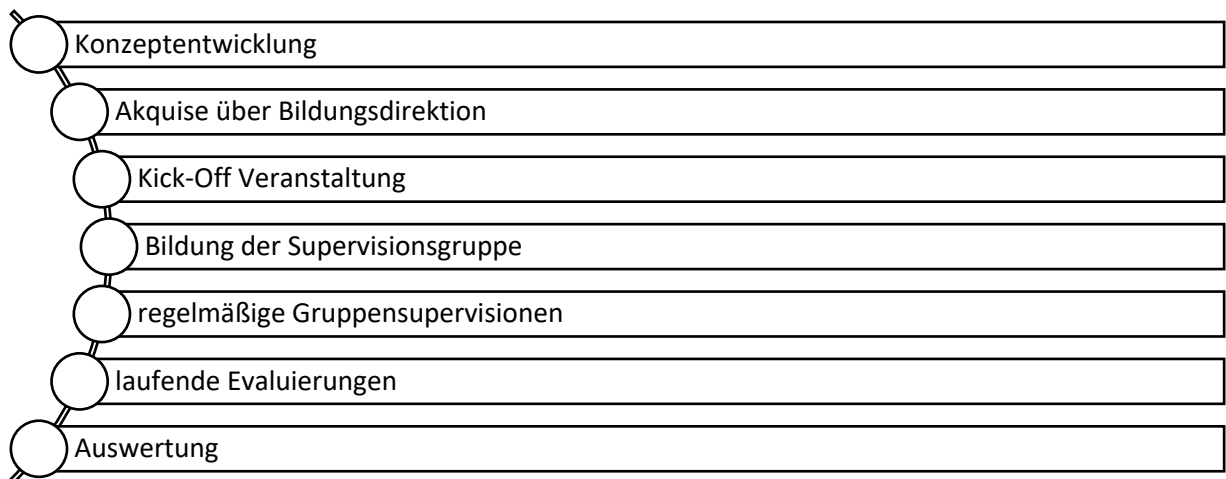 Konzeptentwicklung
Akquise über Bildungsdirektion
Kick-Off Veranstaltung
Bildung der Supervisionsgruppe
regelmäßige Gruppensupervisionen
laufende Evaluierungen
Auswertung